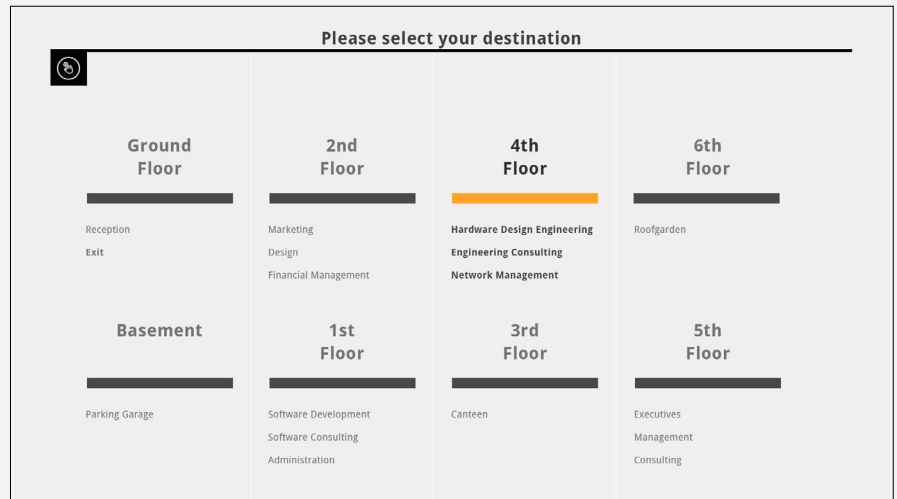 Please select your destination
Ground
Floor
Reception
Exit
2nd
Floor
Marketing
Design
Financial Management
4th
Floor
Hardware Design Engineering
Engineering Consulting
Network Management
6th
Floor
Roofgarden
Basement
Parking Garage
1st
Floor
Software Development
Software Consulting
Administration
3rd
Floor
Canteen
5th
Floor
Executives
Management
Consulting